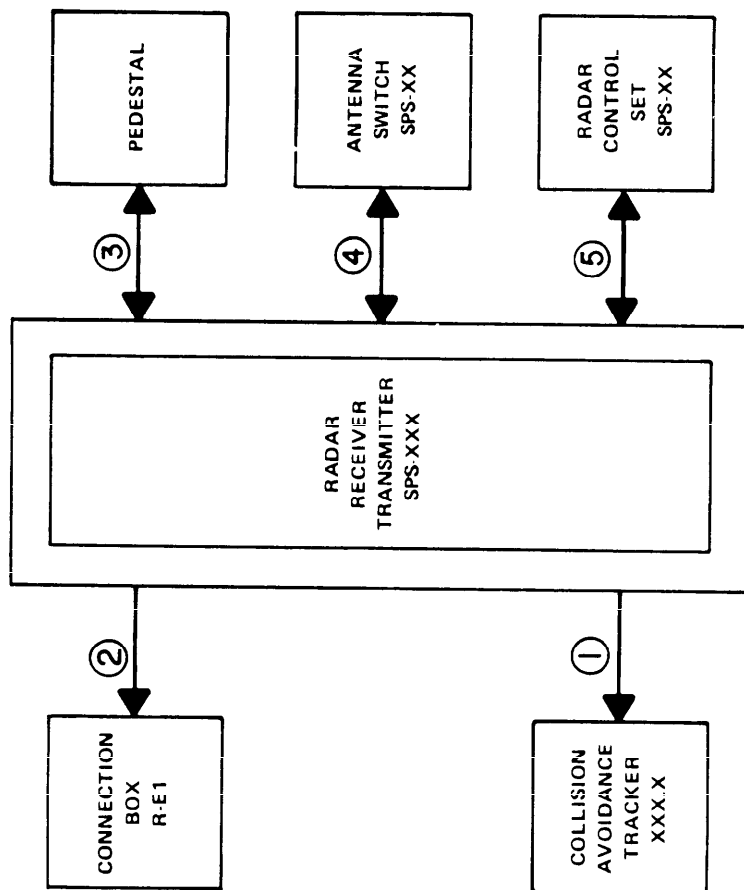 CONNECTION
BOX
R-E1
②
③
PEDESTAL
RADAR
RECEIVER
TRANSMITTER
SPS-XXX
④
ANTENNA
SWITCH
SPS-XX
COLLISION
AVOIDANCE
TRACKER
XXX.X
①
⑤
RADAR
CONTROL
SET
SPS-XX